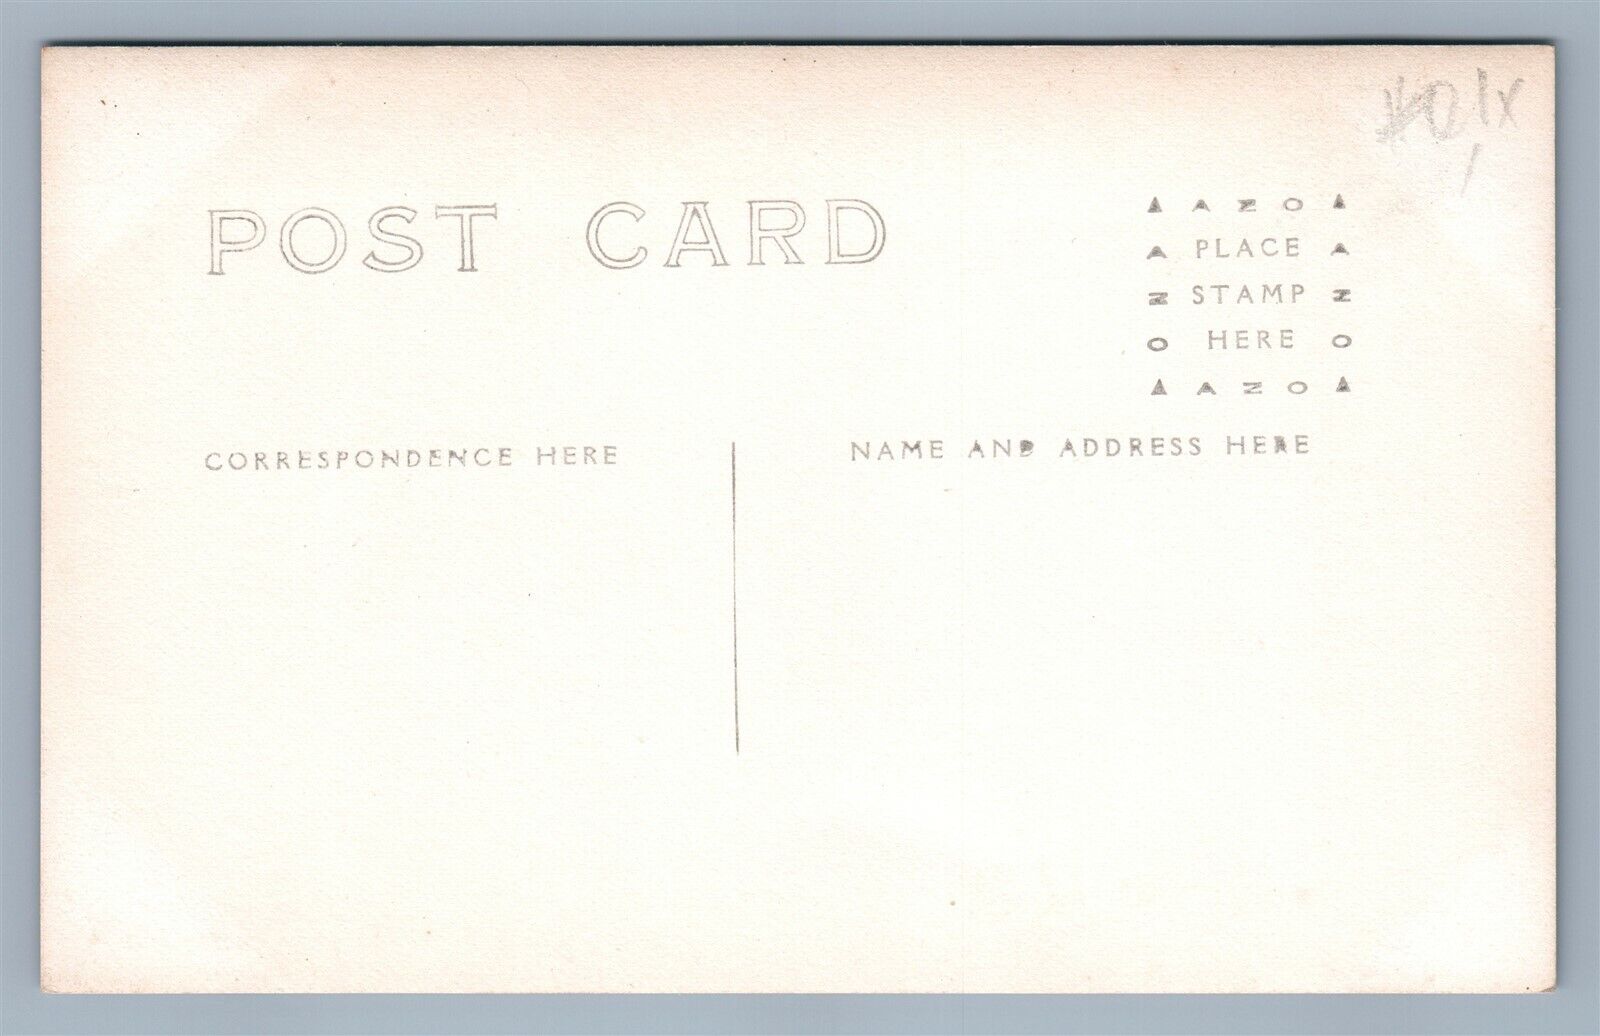 POST CARD
▲ AZO ▲
A PLACE A
N STAMP N
O HERE O
▲ AZO ▲
CORRESPONDENCE HERE
NAME AND ADDRESS HERE